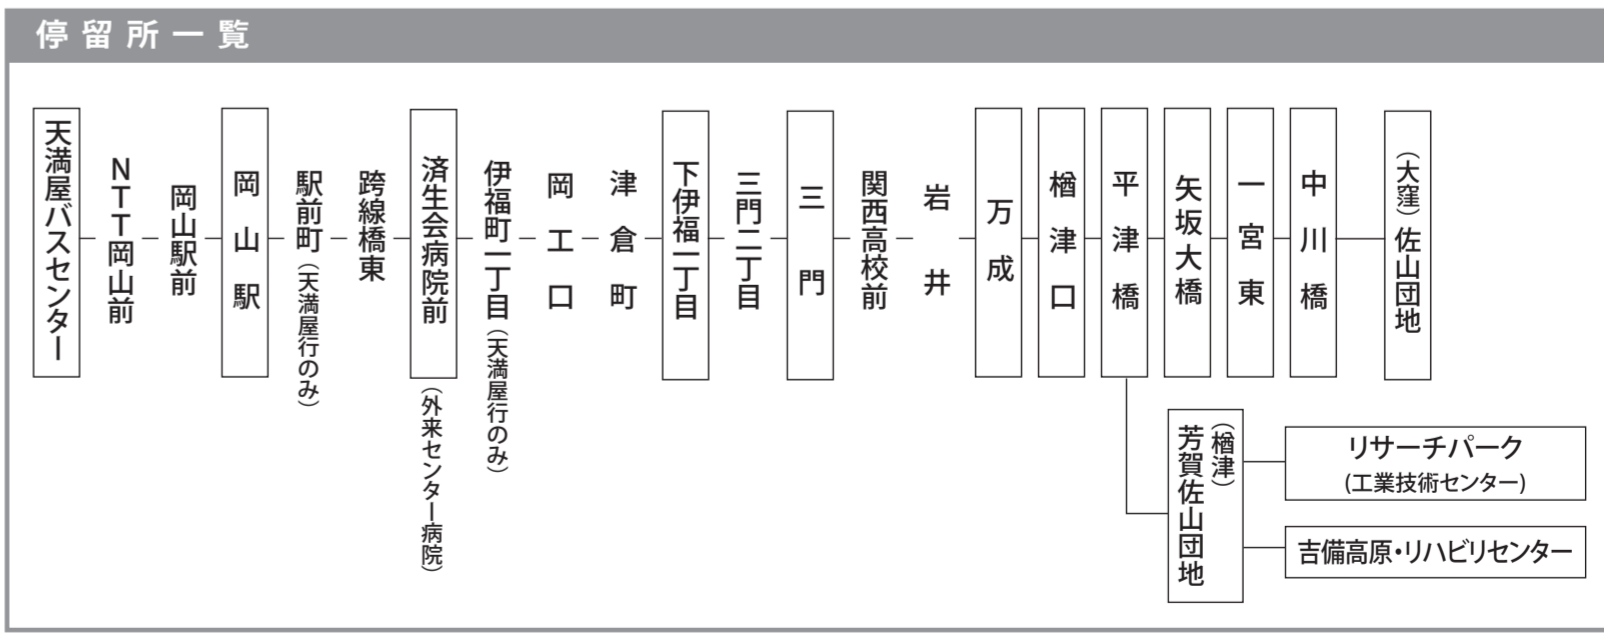 停留所一覧
天満屋バスセンター
NTT岡山前
岡山駅前
岡山駅
駅前町(天満屋行のみ)
跨線橋東
済生会病院前
(外来センター病院)
伊福町一丁目(天満屋行のみ)
岡工口
津倉町
下伊福一丁目
三門二丁目
三門
関西高校前
岩井
万成
楢津口
平津橋
矢坂大橋
一宮東
中川橋
(大窪)佐山団地
(楢津)
芳賀佐山団地
リサーチパーク
(工業技術センター)
吉備高原・リハビリセンター